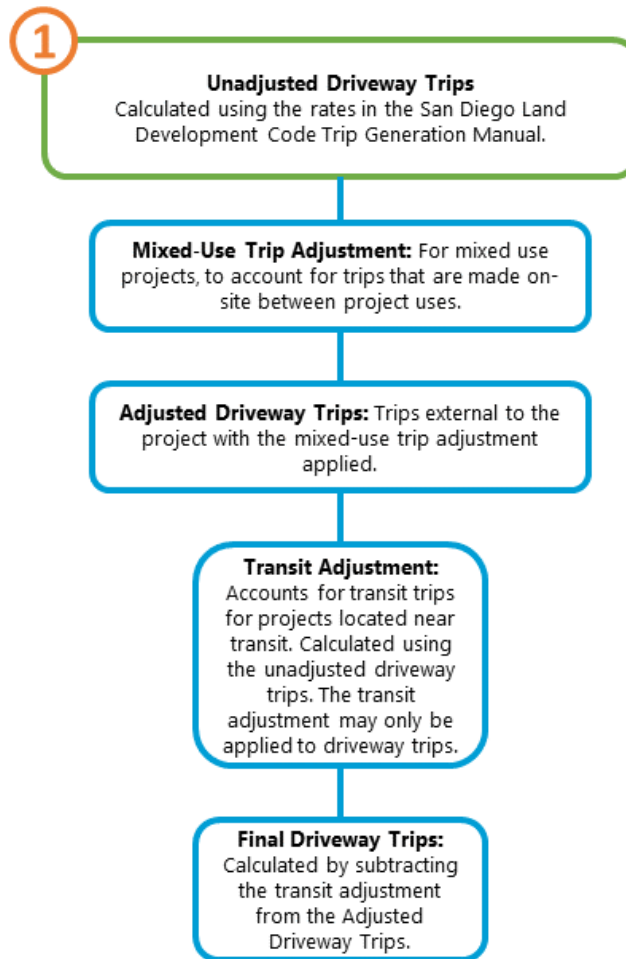 1
Unadjusted Driveway Trips
Calculated using the rates in the San Diego Land
Development Code Trip Generation Manual.
Mixed-Use Trip Adjustment: For mixed use
projects, to account for trips that are made on-
site between project uses.
Adjusted Driveway Trips: Trips external to the
project with the mixed-use trip adjustment
applied.
Transit Adjustment:
Accounts for transit trips
for projects located near
transit. Calculated using
the unadjusted driveway
trips. The transit
adjustment may only be
applied to driveway trips.
Final Driveway Trips:
Calculated by subtracting
the transit adjustment
from the Adjusted
Driveway Trips.